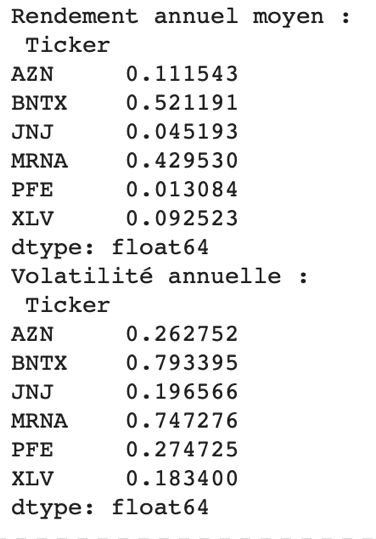 Rendement annuel moyen :
Ticker
AZN 0.111543
BNTX 0.521191
JNJ 0.045193
MRNA 0.429530
PFE 0.013084
XLV 0.092523
dtype: float64
Volatilité annuelle :
Ticker
AZN 0.262752
BNTX 0.793395
JNJ 0.196566
MRNA 0.747276
PFE 0.274725
XLV 0.183400
dtype: float64